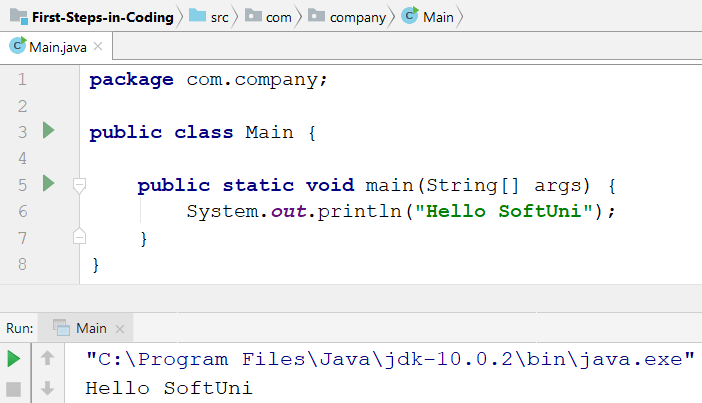 First-Steps-in-Coding src com company Main
Main.java
1 package com.company;
2
3 public class Main {
4
5 public static void main(String[] args) {
6 System.out.println("Hello SoftUni");
7 }
8 }
Run: Main
"C:\Program Files\Java\jdk-10.0.2\bin\java.exe"
Hello SoftUni